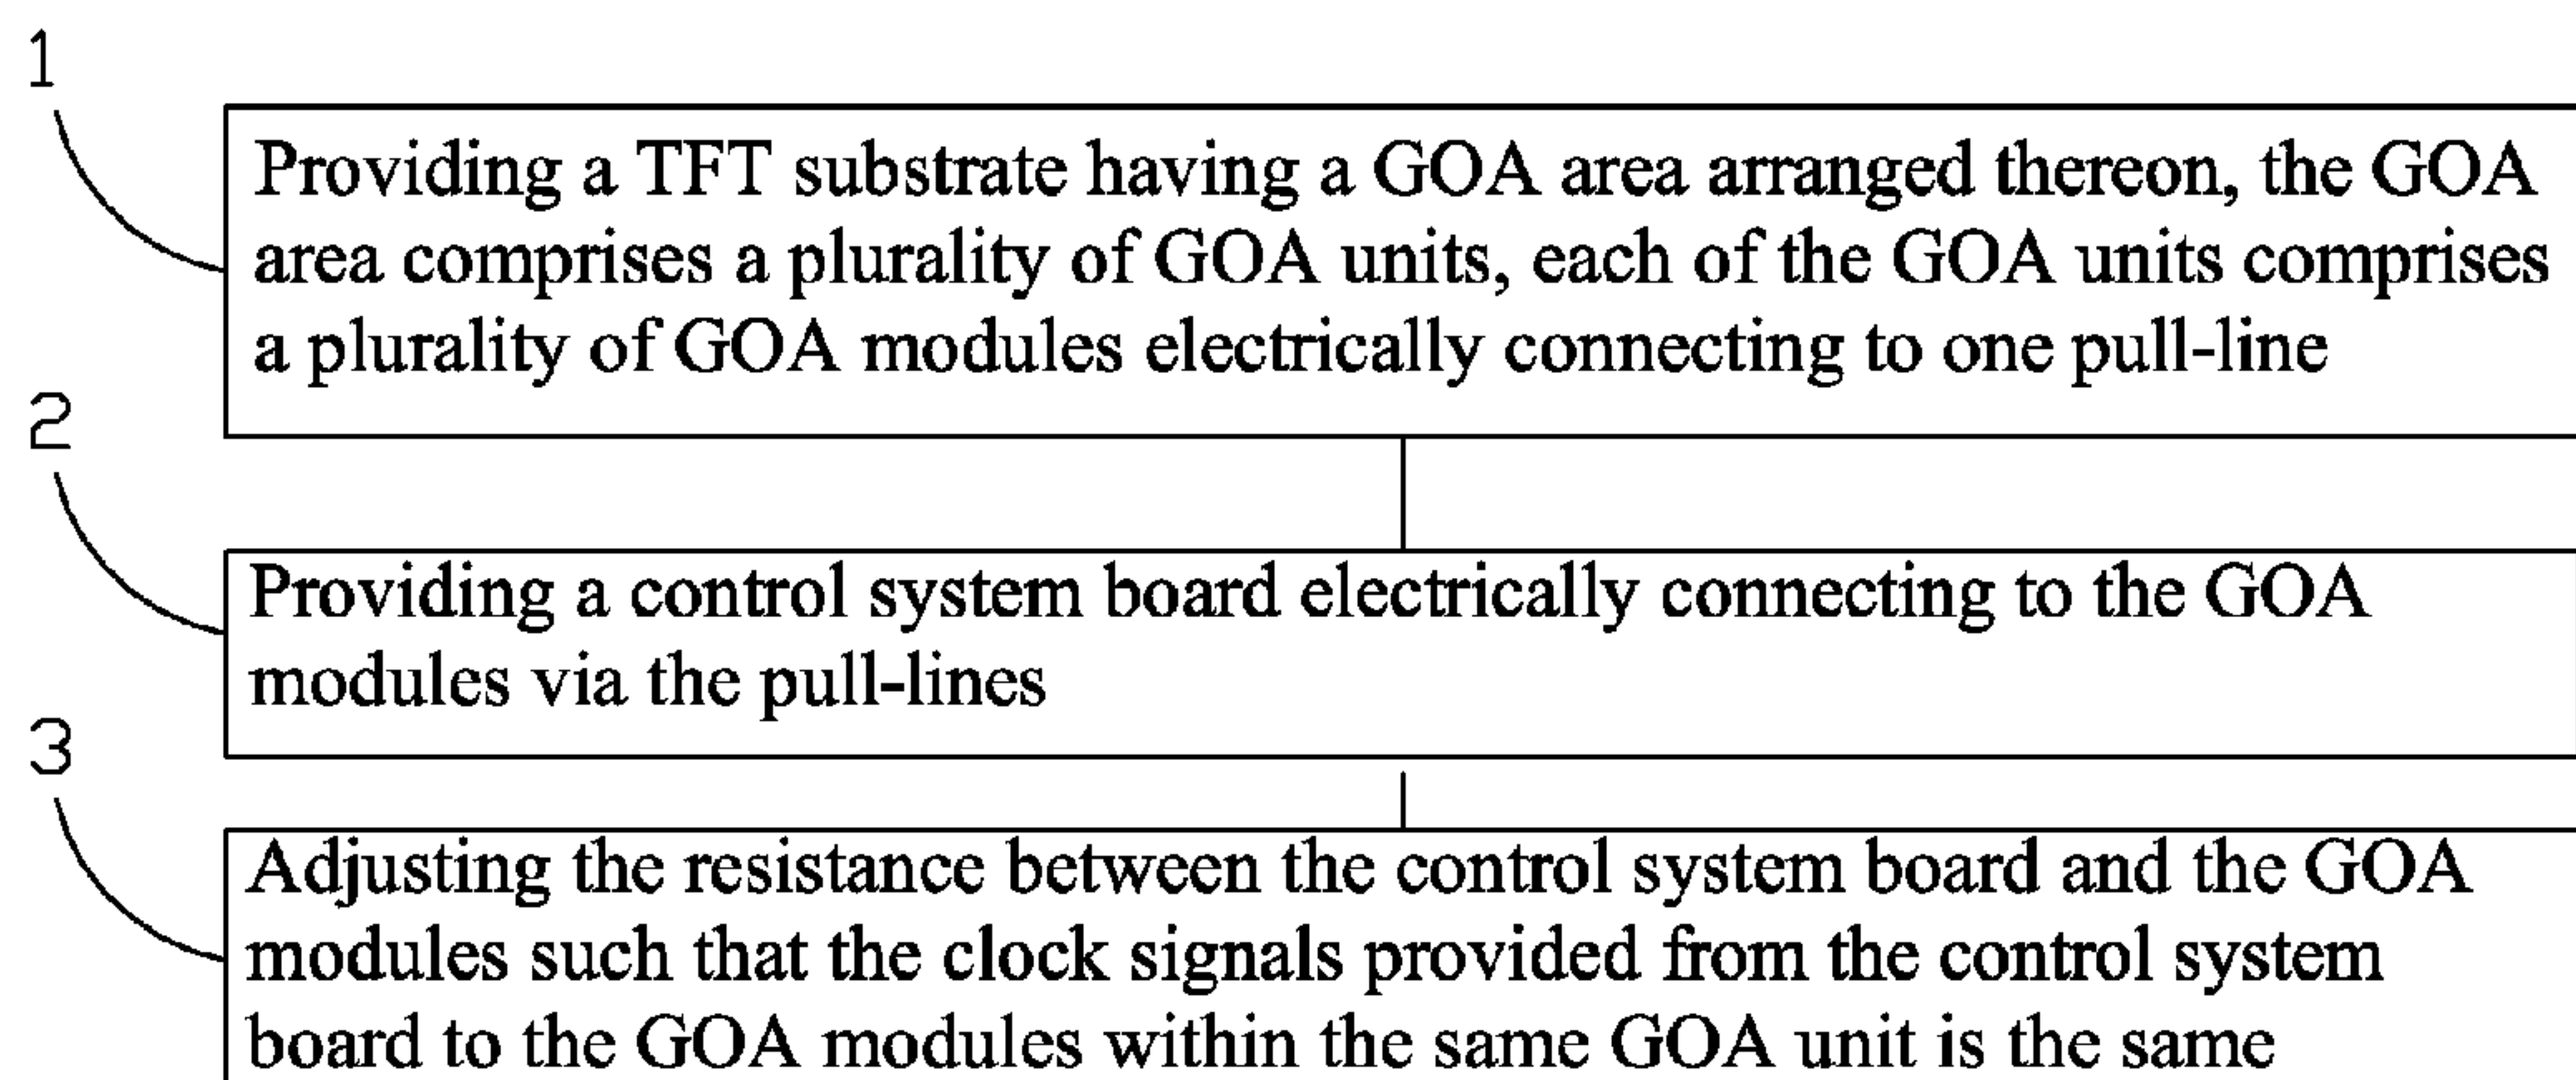 1
Providing a TFT substrate having a GOA area arranged thereon, the GOA
area comprises a plurality of GOA units, each of the GOA units comprises
a plurality of GOA modules electrically connecting to one pull-line
2
Providing a control system board electrically connecting to the GOA
modules via the pull-lines
3
Adjusting the resistance between the control system board and the GOA
modules such that the clock signals provided from the control system
board to the GOA modules within the same GOA unit is the same